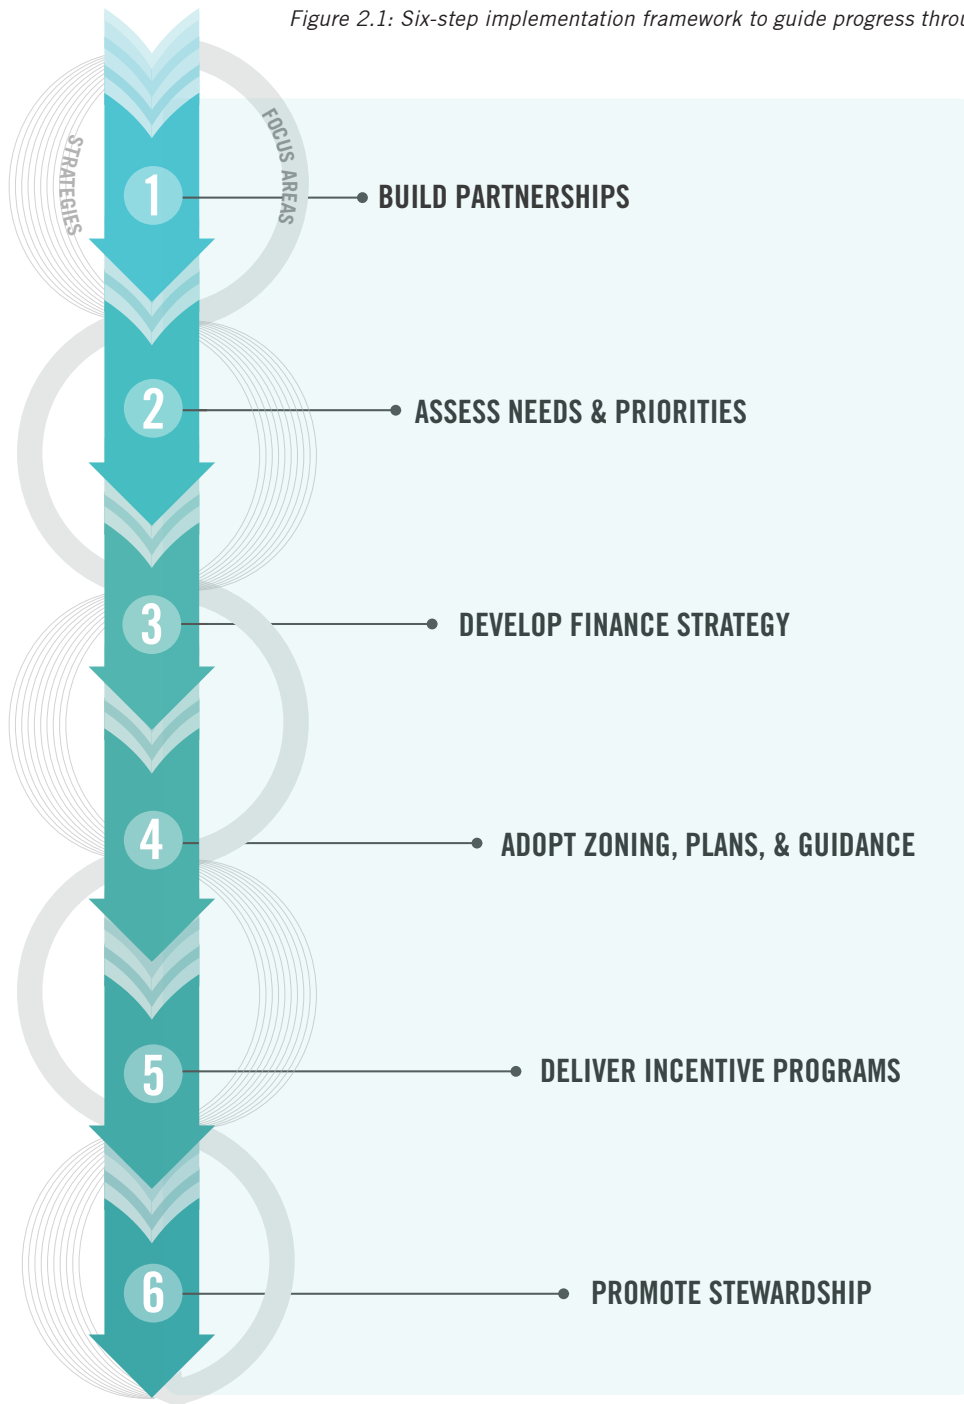 Figure 2.1: Six-step implementation framework to guide progress
STRATEGIES
FOCUS AREAS
1
BUILD PARTNERSHIPS
2
ASSESS NEEDS & PRIORITIES
3
DEVELOP FINANCE STRATEGY
4
ADOPT ZONING, PLANS, & GUIDANCE
5
DELIVER INCENTIVE PROGRAMS
6
PROMOTE STEWARDSHIP